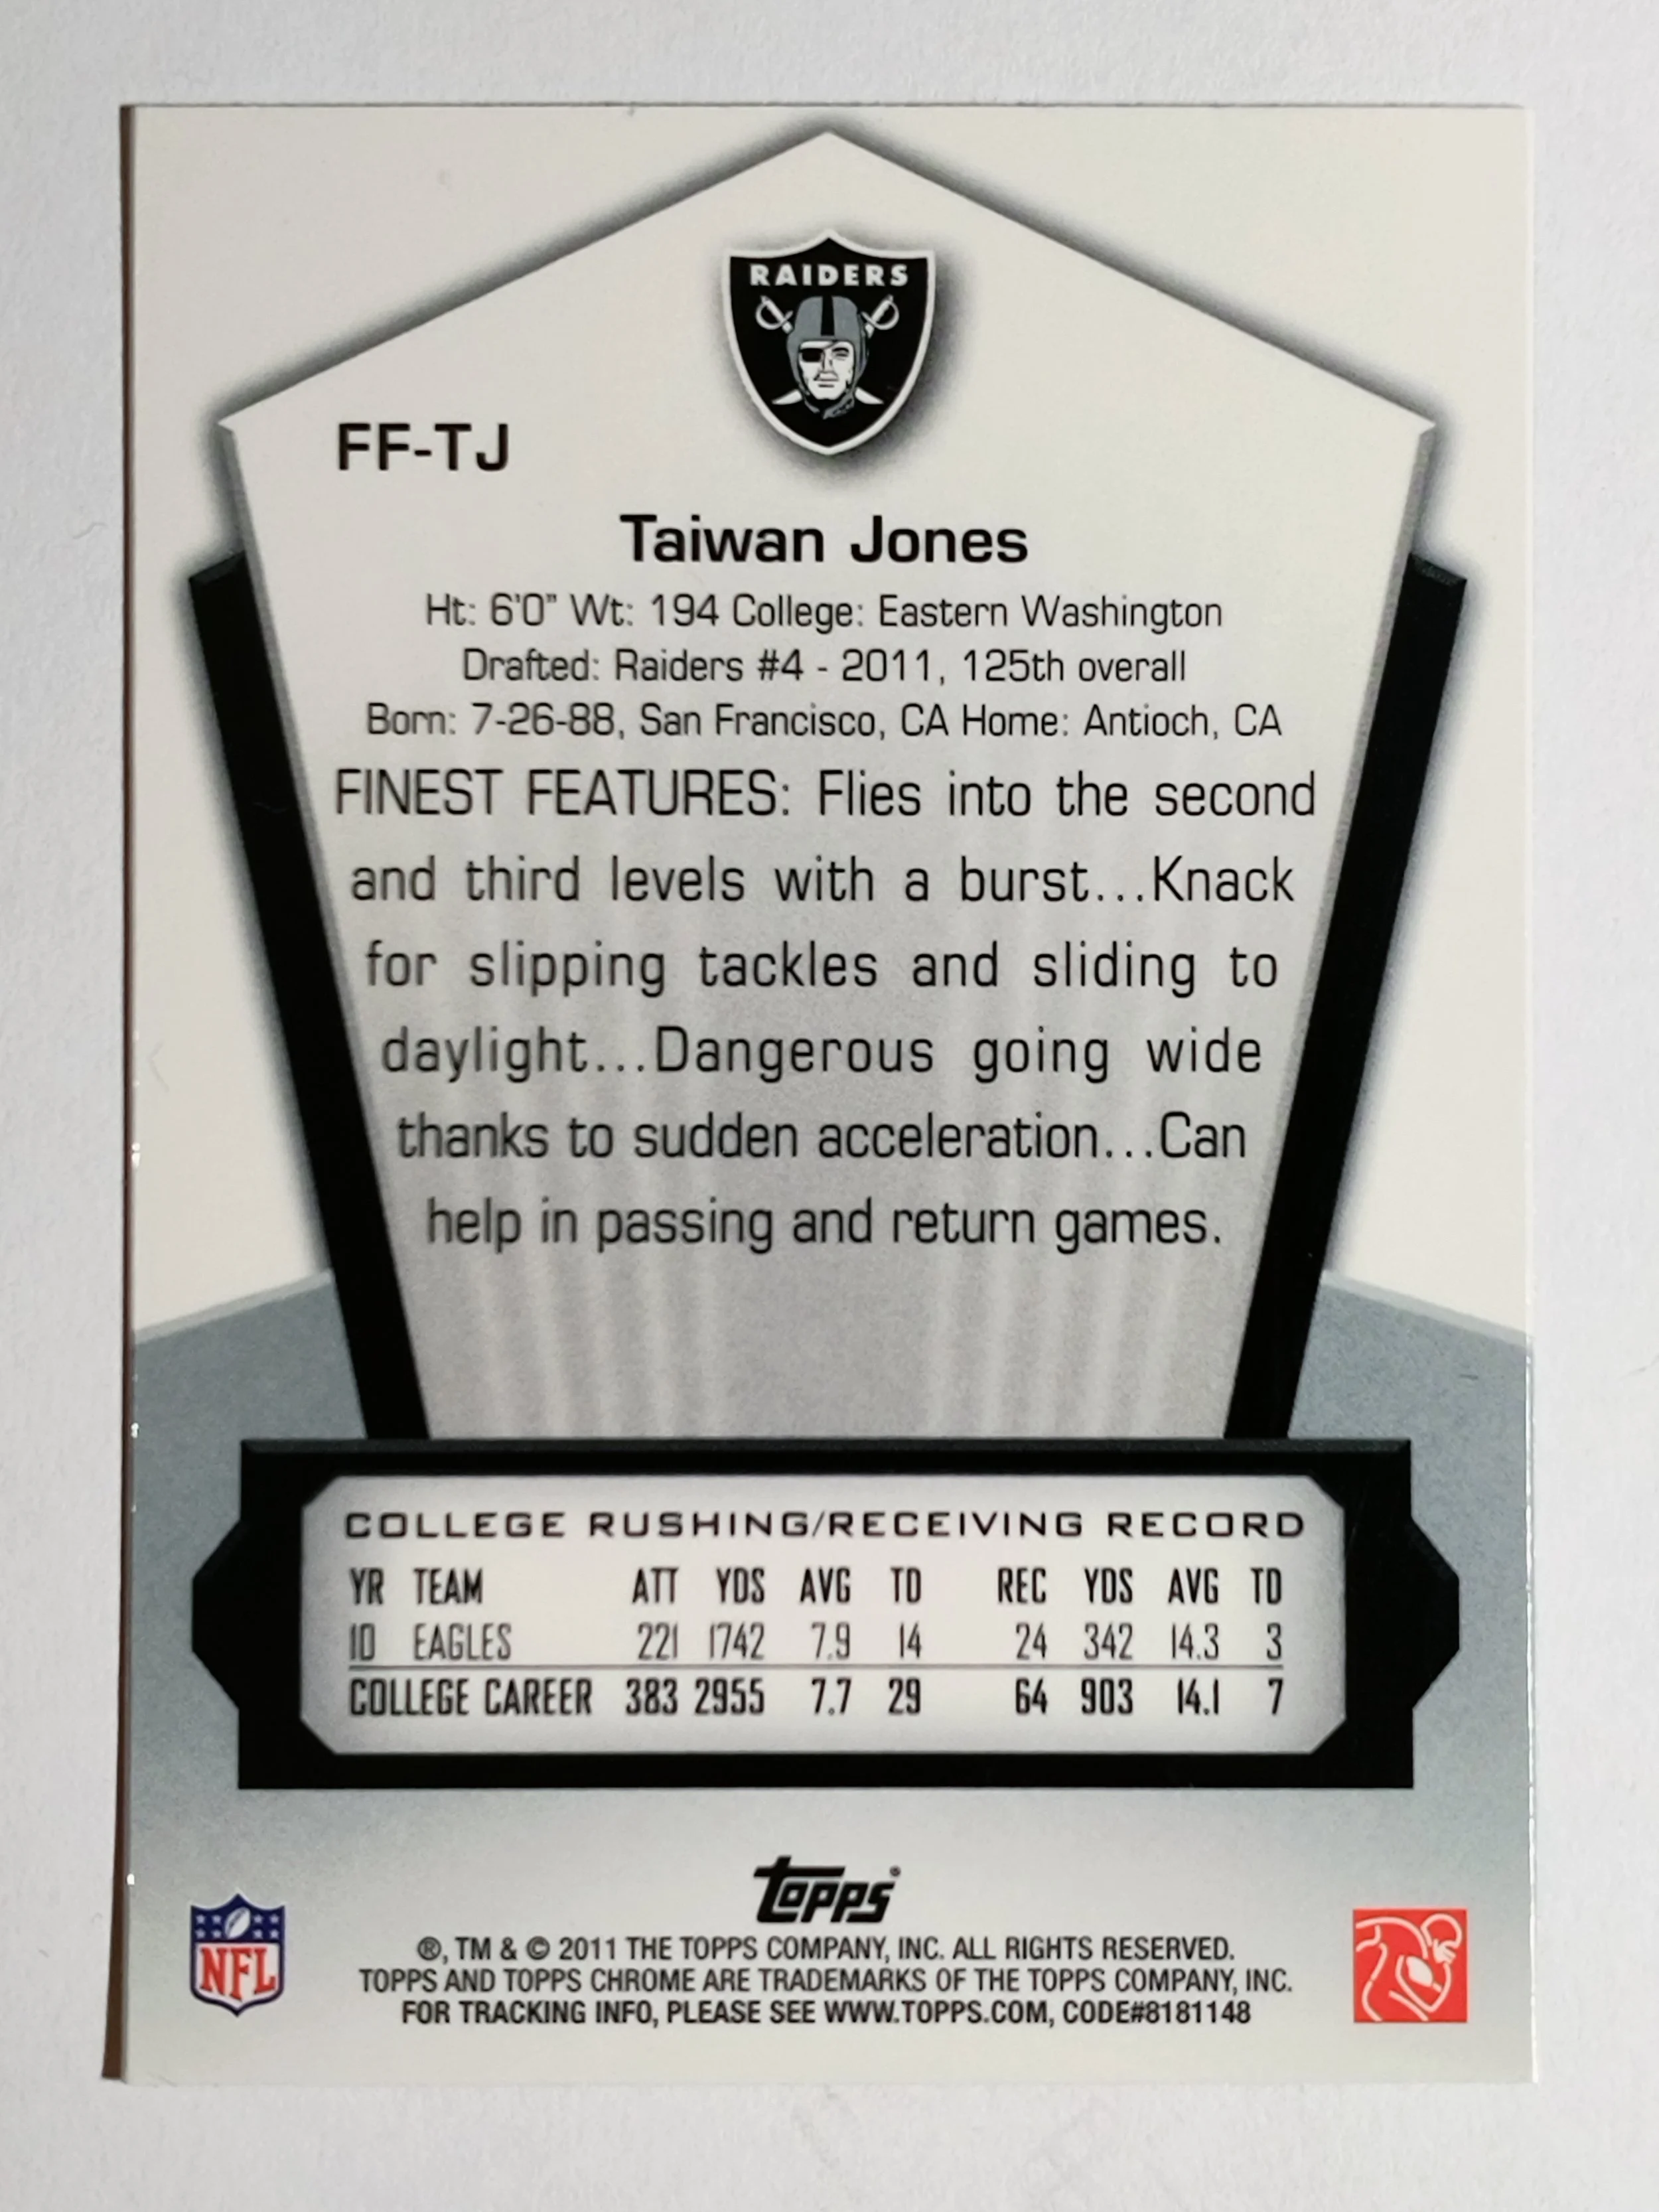 RAIDERS
FF-TJ
Taiwan Jones
Ht: 6'0" Wt: 194 College: Eastern Washington
Drafted: Raiders #4 - 2011, 125th overall
Born: 7-26-88, San Francisco, CA Home: Antioch, CA
FINEST FEATURES: Flies into the second
and third levels with a burst...Knack
for slipping tackles and sliding to
daylight...Dangerous going wide
thanks to sudden acceleration...Can
help in passing and return games.
COLLEGE RUSHING/RECEIVING RECORD
YR TEAM ATT YDS AVG TD REC YDS AVG TD
10 EAGLES 221 1742 7.9 14 24 342 14.3 3
COLLEGE CAREER 383 2955 7.7 29 64 903 14.1 7
topps®
NFL
®, TM & © 2011 THE TOPPS COMPANY, INC. ALL RIGHTS RESERVED.
TOPPS AND TOPPS CHROME ARE TRADEMARKS OF THE TOPPS COMPANY, INC.
FOR TRACKING INFO, PLEASE SEE WWW.TOPPS.COM, CODE#8181148